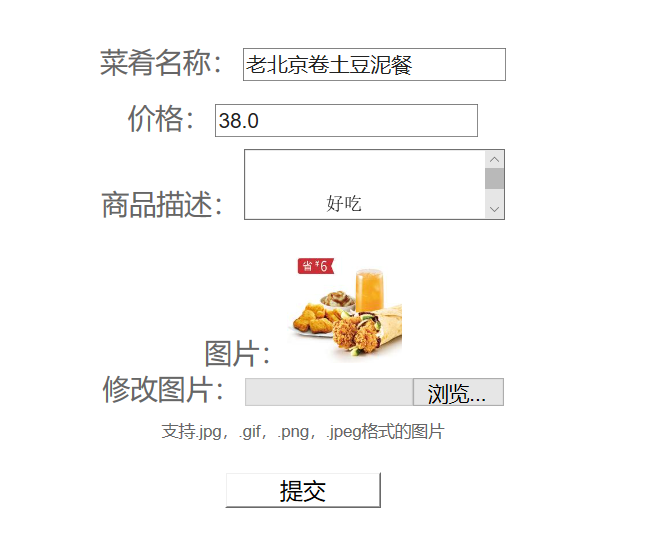 菜肴名称： 老北京卷土豆泥餐
价格： 38.0
商品描述： 好吃
省¥6
图片：
修改图片： 浏览...
支持.jpg，.gif，.png，.jpeg格式的图片
提交